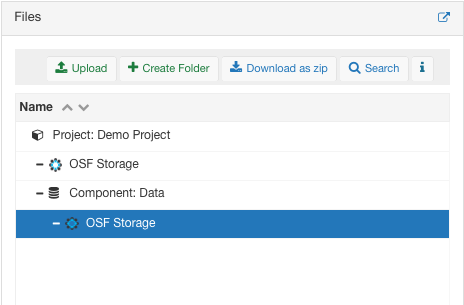 Files
Upload Create Folder Download as zip Search i
Name
Project: Demo Project
OSF Storage
Component: Data
OSF Storage